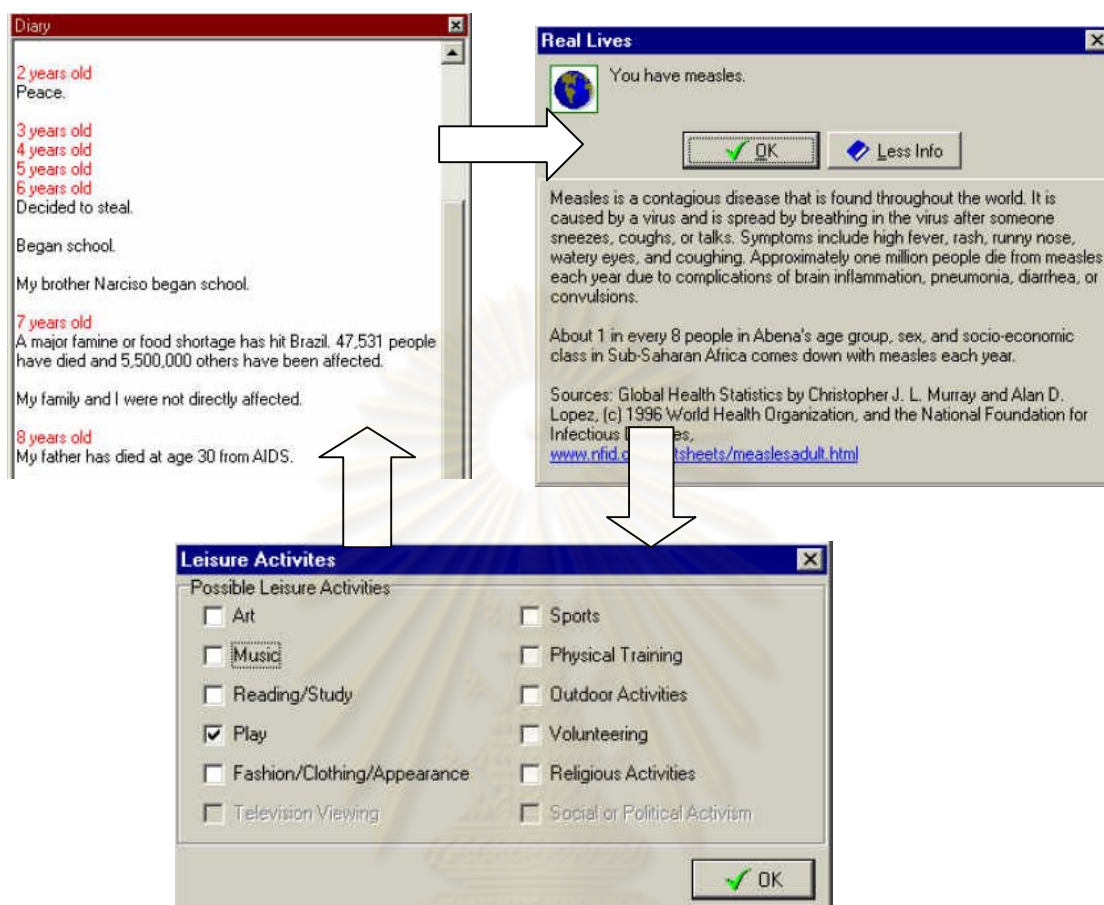 Diary
2 years old
Peace.
3 years old
4 years old
5 years old
6 years old
Decided to steal.
Began school.
My brother Narciso began school.
7 years old
A major famine or food shortage has hit Brazil. 47,531 people
have died and 5,500,000 others have been affected.
My family and I were not directly affected.
8 years old
My father has died at age 30 from AIDS.
Real Lives
You have measles.
OK
Less Info
Measles is a contagious disease that is found throughout the world. It is
caused by a virus and is spread by breathing in the virus after someone
sneezes, coughs, or talks. Symptoms include high fever, rash, runny nose,
watery eyes, and coughing. Approximately one million people die from measles
each year due to complications of brain inflammation, pneumonia, diarrhea, or
convulsions.
About 1 in every 8 people in Abena's age group, sex, and socio-economic
class in Sub-Saharan Africa comes down with measles each year.
Sources: Global Health Statistics by Christopher J. L. Murray and Alan D.
Lopez, (c) 1996 World Health Organization, and the National Foundation for
Infectious
Leisure Activites
Possible Leisure Activities
Art
Sports
Music
Physical Training
Reading/Study
Outdoor Activities
Play
Volunteering
Fashion/Clothing/Appearance
Religious Activities
Television Viewing
Social or Political Activism
OK